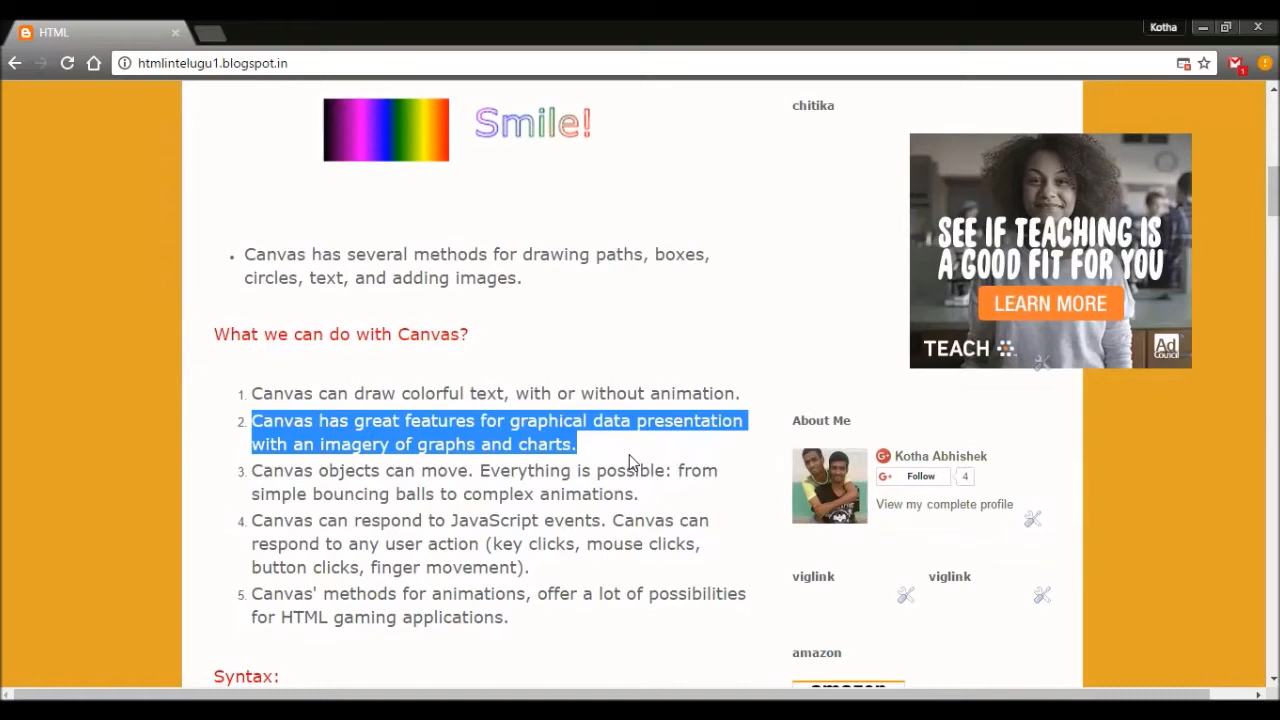 HTML
Kotha
htmlintelugu1.blogspot.in
1
Smile!
chitika
SEE IF TEACHING IS
A GOOD FIT FOR YOU
LEARN MORE
TEACH
Ad
COUNCIL
• Canvas has several methods for drawing paths, boxes,
circles, text, and adding images.
What we can do with Canvas?
1. Canvas can draw colorful text, with or without animation.
2. Canvas has great features for graphical data presentation
with an imagery of graphs and charts.
3. Canvas objects can move. Everything is possible: from
simple bouncing balls to complex animations.
4. Canvas can respond to JavaScript events. Canvas can
respond to any user action (key clicks, mouse clicks,
button clicks, finger movement).
5. Canvas' methods for animations, offer a lot of possibilities
for HTML gaming applications.
Syntax:
About Me
Kotha Abhishek
Follow 4
View my complete profile
viglink viglink
amazon
amazon